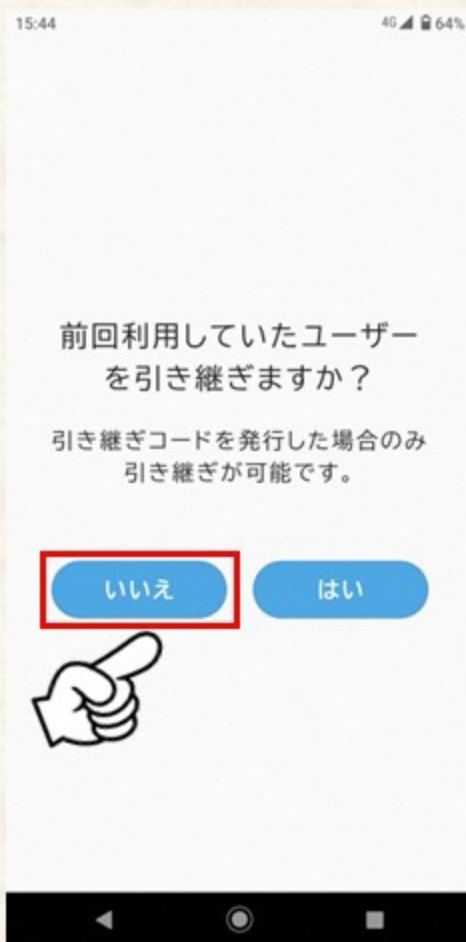 15:44
4G 64%
前回利用していたユーザー
を引き継ぎますか？
引き継ぎコードを発行した場合のみ
引き継ぎが可能です。
いいえ
はい